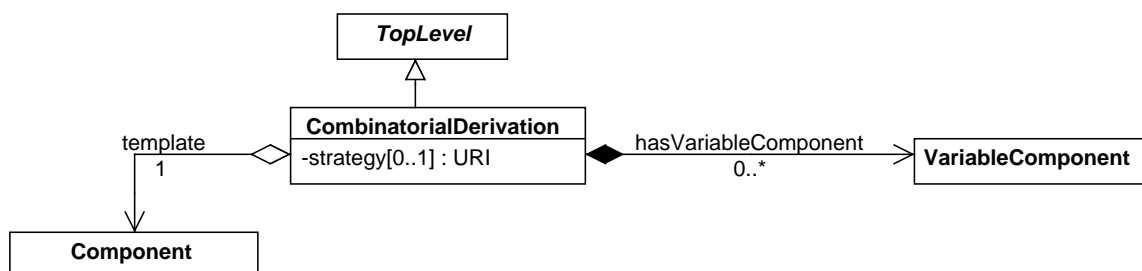 TopLevel
CombinatorialDerivation
-strategy[0..1] : URI
template
1
hasVariableComponent
0..*
VariableComponent
Component